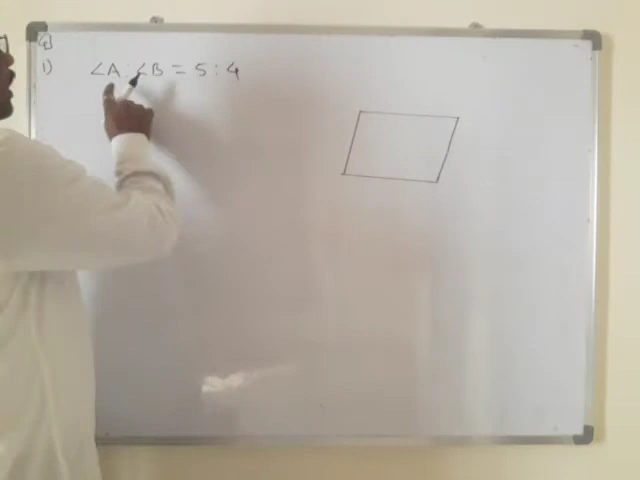 1) ∠A : ∠B = 5 : 4